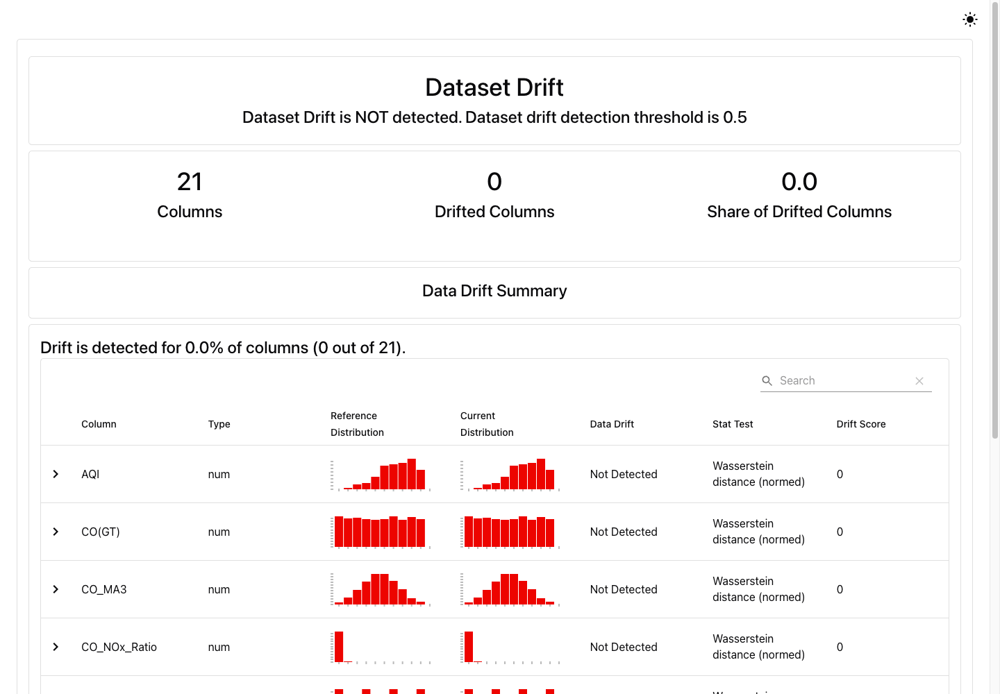 Dataset Drift
Dataset Drift is NOT detected. Dataset drift detection threshold is 0.5
21
Columns
0
Drifted Columns
0.0
Share of Drifted Columns
Data Drift Summary
Drift is detected for 0.0% of columns (0 out of 21).
Search
Column Type Reference Distribution Current Distribution Data Drift Stat Test Drift Score
AQI num Not Detected Wasserstein distance (normed) 0
CO(GT) num Not Detected Wasserstein distance (normed) 0
CO_MA3 num Not Detected Wasserstein distance (normed) 0
CO_NOx_Ratio num Not Detected Wasserstein distance (normed) 0